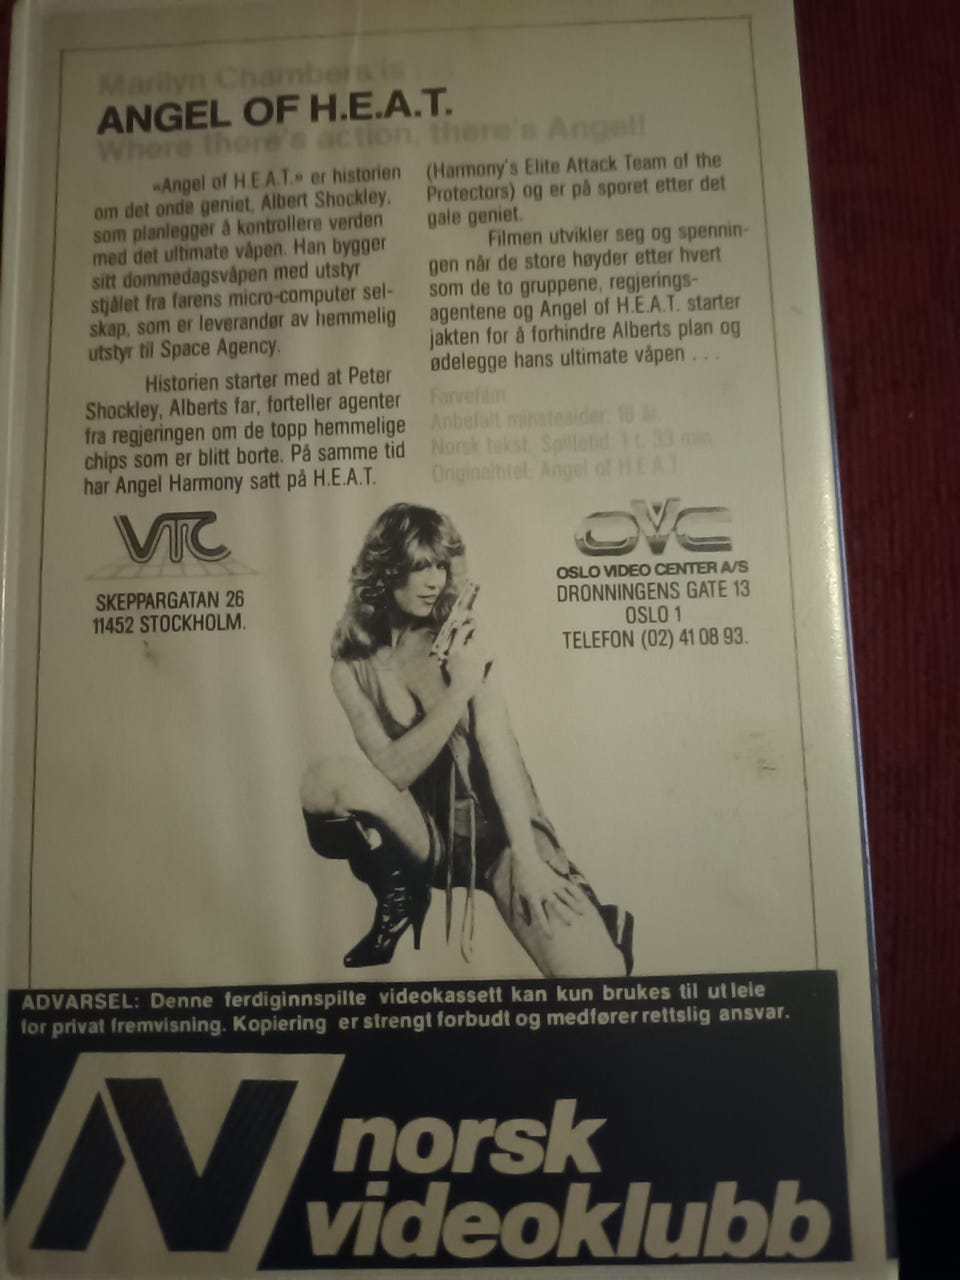 Marilyn Chambers is . . .
ANGEL OF H.E.A.T.
Where there's action, there's Angel!
«Angel of H.E.A.T.» er historien
om det onde geniet, Albert Shockley,
som planlegger å kontrollere verden
med det ultimate våpen. Han bygger
sitt dommedagsvåpen med utstyr
stjålet fra farens micro-computer sel-
skap, som er leverandør av hemmelig
utstyr til Space Agency.
Historien starter med at Peter
Shockley, Alberts far, forteller agenter
fra regjeringen om de topp hemmelige
chips som er blitt borte. På samme tid
har Angel Harmony satt på H.E.A.T.
(Harmony's Elite Attack Team of the
Protectors) og er på sporet etter det
gale geniet.
Filmen utvikler seg og spennin-
gen når de store høyder etter hvert
som de to gruppene, regjerings-
agentene og Angel of H.E.A.T. starter
jakten for å forhindre Alberts plan og
ødelegge hans ultimate våpen . . .
Farvefilm.
Anbefalt minstealder: 18 år.
Norsk tekst. Spilletid: 1 t. 33 min.
Originaltitel: Angel of H.E.A.T.
VTC
SKEPPARGATAN 26
11452 STOCKHOLM.
OVC
OSLO VIDEO CENTER A/S
DRONNINGENS GATE 13
OSLO 1
TELEFON (02) 41 08 93.
ADVARSEL: Denne ferdiginnspilte videokassett kan kun brukes til utleie
for privat fremvisning. Kopiering er strengt forbudt og medfører rettslig ansvar.
N
norsk
videoklubb